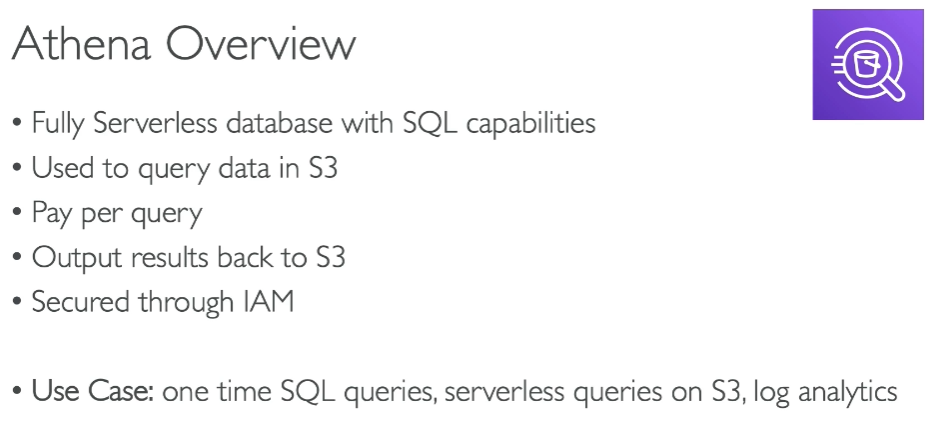 Athena Overview
• Fully Serverless database with SQL capabilities
• Used to query data in S3
• Pay per query
• Output results back to S3
• Secured through IAM
• Use Case: one time SQL queries, serverless queries on S3, log analytics